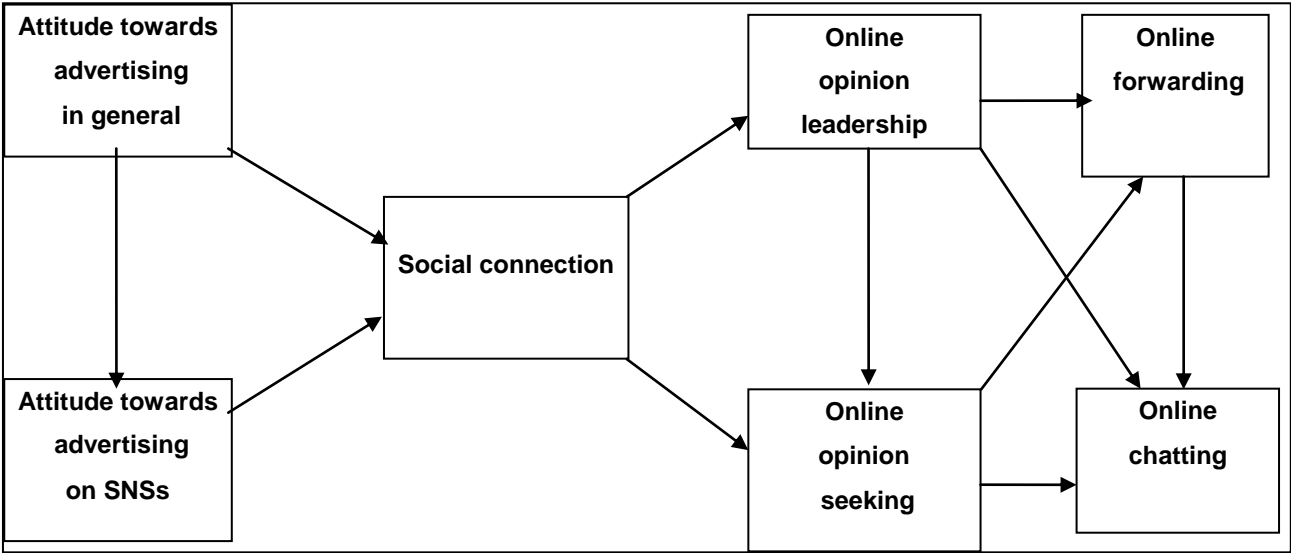 Attitude towards
advertising
in general
Attitude towards
advertising
on SNSs
Social connection
Online
opinion
leadership
Online
opinion
seeking
Online
forwarding
Online
chatting